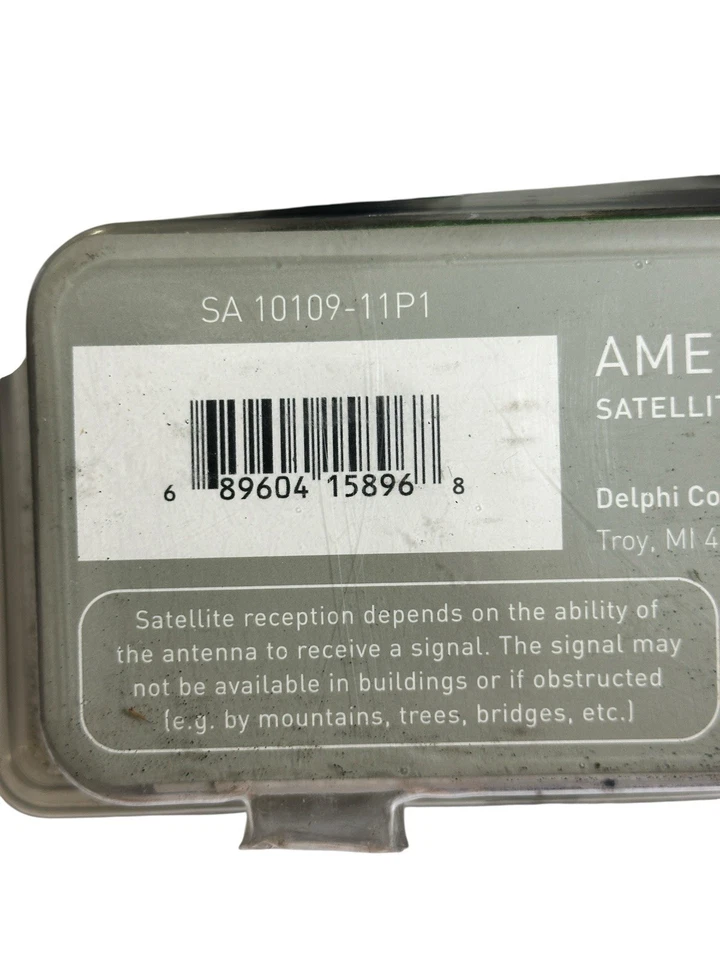 SA 10109-11P1
6 89604 15896 8
AME
SATELLIT
Delphi Co
Troy, MI 4
Satellite reception depends on the ability of
the antenna to receive a signal. The signal may
not be available in buildings or if obstructed
(e.g. by mountains, trees, bridges, etc.)